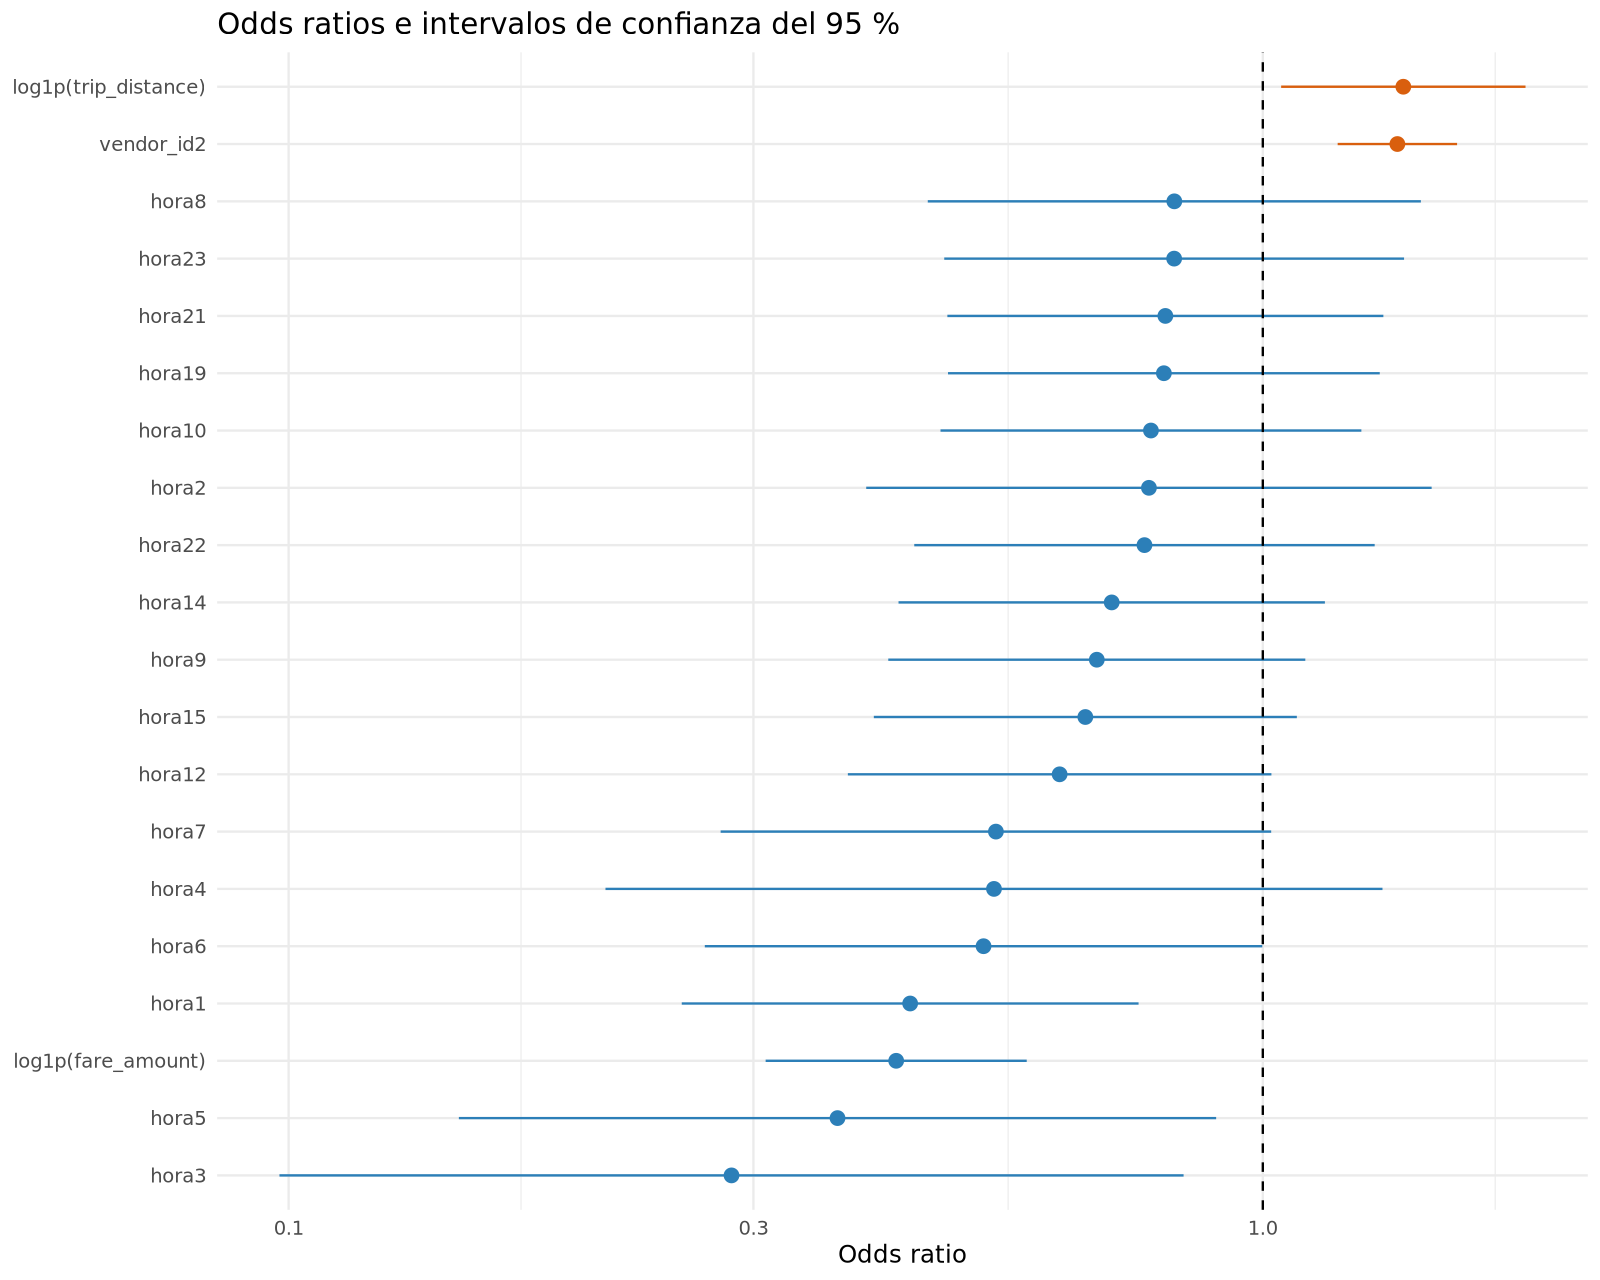 Odds ratios e intervalos de confianza del 95 %
log1p(trip_distance)
vendor_id2
hora8
hora23
hora21
hora19
hora10
hora2
hora22
hora14
hora9
hora15
hora12
hora7
hora4
hora6
hora1
log1p(fare_amount)
hora5
hora3
0.1 0.3 1.0
Odds ratio